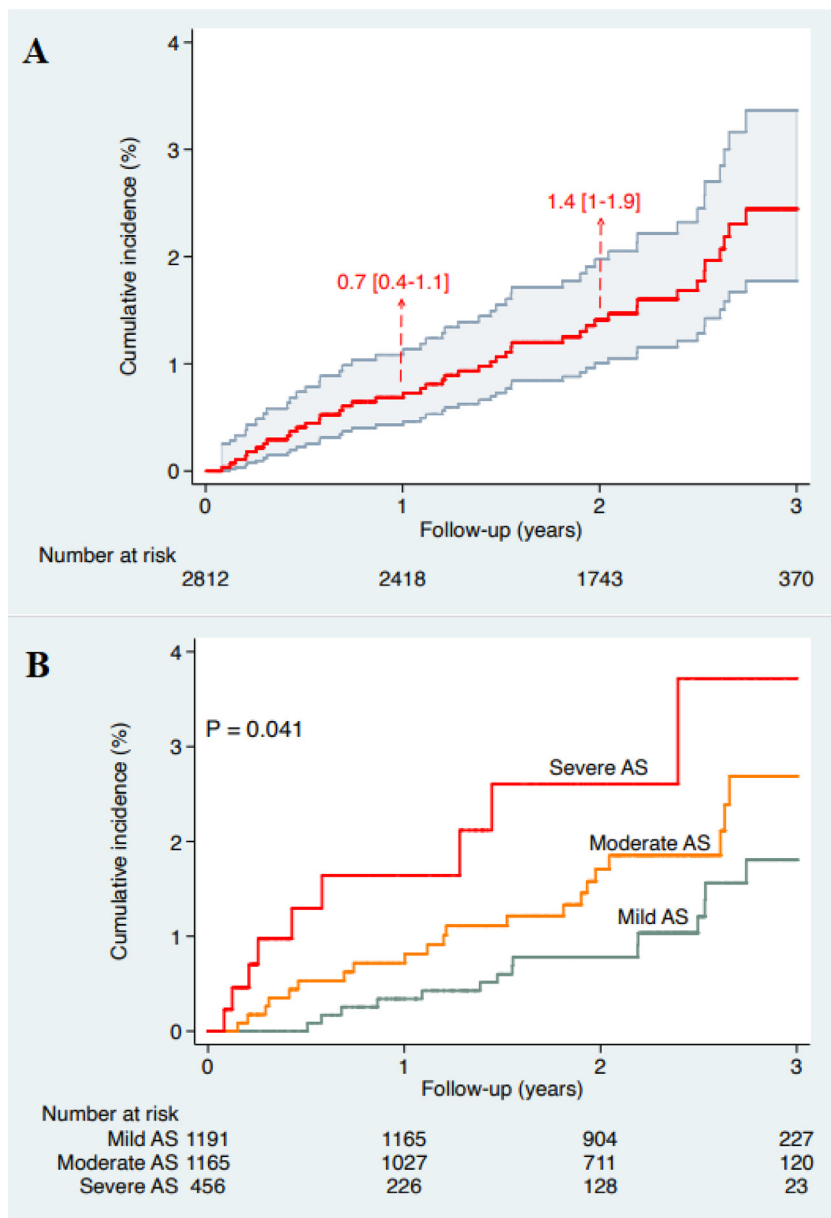 A
Cumulative incidence (%)
4
3
2
1
0
1.4 [1-1.9]
0.7 [0.4-1.1]
0 1 2 3
Follow-up (years)
Number at risk
2812 2418 1743 370
B
Cumulative incidence (%)
4
3
2
1
0
P = 0.041
Severe AS
Moderate AS
Mild AS
0 1 2 3
Follow-up (years)
Number at risk
Mild AS 1191 1165 904 227
Moderate AS 1165 1027 711 120
Severe AS 456 226 128 23